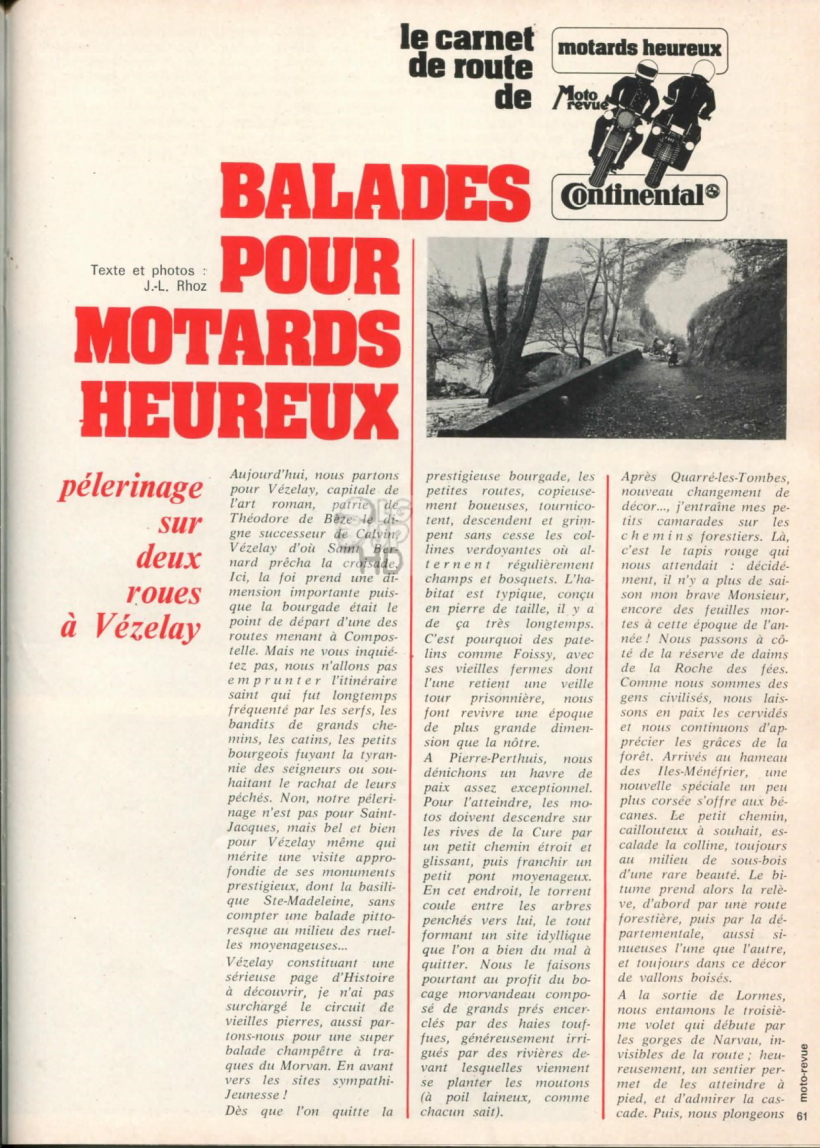 le carnet
de route
de
motards heureux
Moto
revue
Continental
BALADES
POUR
MOTARDS
HEUREUX
Texte et photos :
J.-L. Rhoz
pélerinage
sur
deux
roues
à Vézelay
Aujourd'hui, nous partons
pour Vézelay, capitale de
l'art roman, patrie de
Théodore de Bèze le di-
gne successeur de Calvin,
Vézelay d'où Saint Ber-
nard prêcha la croisade.
Ici, la foi prend une di-
mension importante puis-
que la bourgade était le
point de départ d'une des
routes menant à Compos-
telle. Mais ne vous inquié-
tez pas, nous n'allons pas
emprunter l'itinéraire
saint qui fut longtemps
fréquenté par les serfs, les
bandits de grands che-
mins, les catins, les petits
bourgeois fuyant la tyran-
nie des seigneurs ou sou-
haitant le rachat de leurs
péchés. Non, notre péleri-
nage n'est pas pour Saint-
Jacques, mais bel et bien
pour Vézelay même qui
mérite une visite appro-
fondie de ses monuments
prestigieux, dont la basili-
que Ste-Madeleine, sans
compter une balade pitto-
resque au milieu des ruel-
les moyenageuses...
Vézelay constituant une
sérieuse page d'Histoire
à découvrir, je n'ai pas
surchargé le circuit de
vieilles pierres, aussi par-
tons-nous pour une super
balade champêtre à tra-
ques du Morvan. En avant
vers les sites sympathi-
Jeunesse !
Dès que l'on quitte la
prestigieuse bourgade, les
petites routes, copieuse-
ment boueuses, tournico-
tent, descendent et grim-
pent sans cesse les col-
lines verdoyantes où al-
ternent régulièrement
champs et bosquets. L'ha-
bitat est typique, conçu
en pierre de taille, il y a
de ça très longtemps.
C'est pourquoi des pate-
lins comme Foissy, avec
ses vieilles fermes dont
l'une retient une veille
tour prisonnière, nous
font revivre une époque
de plus grande dimen-
sion que la nôtre.
A Pierre-Perthuis, nous
dénichons un havre de
paix assez exceptionnel.
Pour l'atteindre, les mo-
tos doivent descendre sur
les rives de la Cure par
un petit chemin étroit et
glissant, puis franchir un
petit pont moyenageux.
En cet endroit, le torrent
coule entre les arbres
penchés vers lui, le tout
formant un site idyllique
que l'on a bien du mal à
quitter. Nous le faisons
pourtant au profit du bo-
cage morvandeau compo-
sé de grands prés encer-
clés par des haies touf-
fues, généreusement irri-
gués par des rivières de-
vant lesquelles viennent
se planter les moutons
(à poil laineux, comme
chacun sait).
Après Quarré-les-Tombes,
nouveau changement de
décor..., j'entraîne mes pe-
tits camarades sur les
chemins forestiers. Là,
c'est le tapis rouge qui
nous attendait : décidé-
ment, il n'y a plus de sai-
son mon brave Monsieur,
encore des feuilles mor-
tes à cette époque de l'an-
née ! Nous passons à cô-
té de la réserve de daims
de la Roche des fées.
Comme nous sommes des
gens civilisés, nous lais-
sons en paix les cervidés
et nous continuons d'ap-
précier les grâces de la
forêt. Arrivés au hameau
des Iles-Ménéfrier, une
nouvelle spéciale un peu
plus corsée s'offre aux bé-
canes. Le petit chemin,
caillouteux à souhait, es-
calade la colline, toujours
au milieu de sous-bois
d'une rare beauté. Le bi-
tume prend alors la relè-
ve, d'abord par une route
forestière, puis par la dé-
partementale, aussi si-
nueuses l'une que l'autre,
et toujours dans ce décor
de vallons boisés.
A la sortie de Lormes,
nous entamons le troisiè-
me volet qui débute par
les gorges de Narvau, in-
visibles de la route ; heu-
reusement, un sentier per-
met de les atteindre à
pied, et d'admirer la cas-
cade. Puis, nous plongeons
moto-revue
61
HD